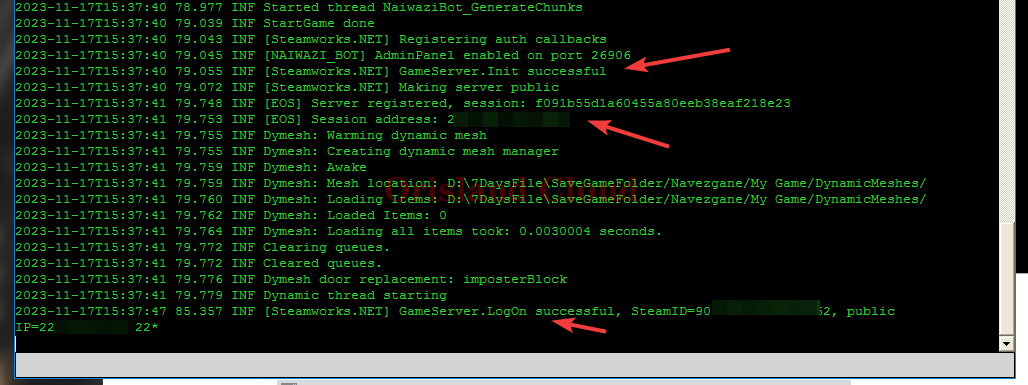 2023-11-17T15:37:40 78.977 INF Started thread NaiwaziBot_GenerateChunks
2023-11-17T15:37:40 79.039 INF StartGame done
2023-11-17T15:37:40 79.043 INF [Steamworks.NET] Registering auth callbacks
2023-11-17T15:37:40 79.045 INF [NAIWAZI_BOT] AdminPanel enabled on port 26906
2023-11-17T15:37:40 79.055 INF [Steamworks.NET] GameServer.Init successful
2023-11-17T15:37:40 79.072 INF [Steamworks.NET] Making server public
2023-11-17T15:37:41 79.748 INF [EOS] Server registered, session: f091b55d1a60455a80eeb38eaf218e23
2023-11-17T15:37:41 79.753 INF [EOS] Session address: 2
2023-11-17T15:37:41 79.755 INF Dymesh: Warming dynamic mesh
2023-11-17T15:37:41 79.755 INF Dymesh: Creating dynamic mesh manager
2023-11-17T15:37:41 79.759 INF Dymesh: Awake
2023-11-17T15:37:41 79.759 INF Dymesh: Mesh location: D:\7DaysFile\SaveGameFolder/Navezgane/My Game/DynamicMeshes/
2023-11-17T15:37:41 79.760 INF Dymesh: Loading Items: D:\7DaysFile\SaveGameFolder/Navezgane/My Game/DynamicMeshes/
2023-11-17T15:37:41 79.762 INF Dymesh: Loaded Items: 0
2023-11-17T15:37:41 79.764 INF Dymesh: Loading all items took: 0.0030004 seconds.
2023-11-17T15:37:41 79.772 INF Clearing queues.
2023-11-17T15:37:41 79.772 INF Cleared queues.
2023-11-17T15:37:41 79.776 INF Dymesh door replacement: imposterBlock
2023-11-17T15:37:41 79.779 INF Dynamic thread starting
2023-11-17T15:37:47 85.357 INF [Steamworks.NET] GameServer.LogOn successful, SteamID=90 62, public
IP=22 22*